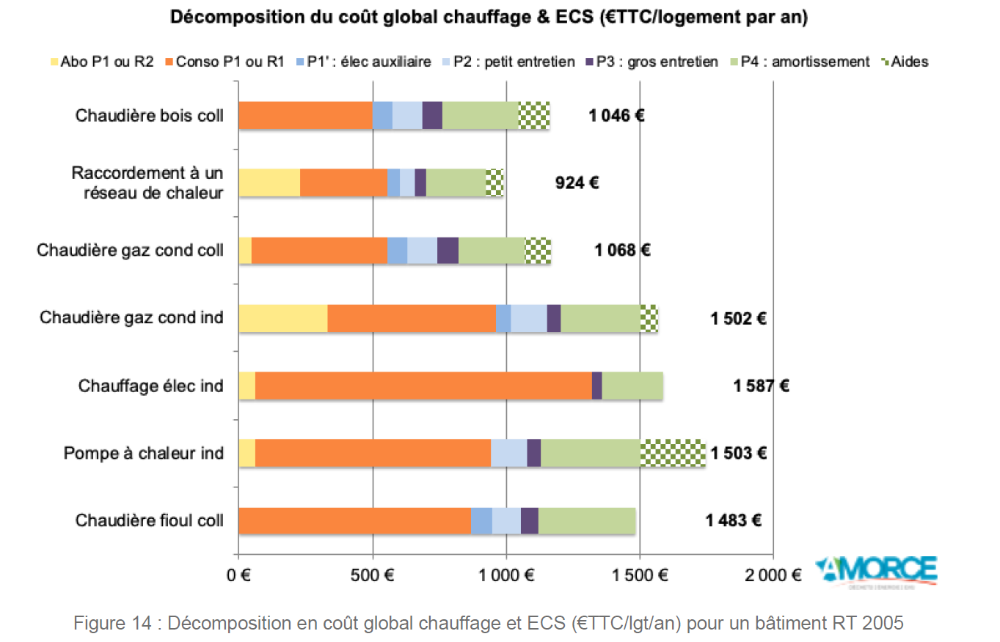 Décomposition du coût global chauffage & ECS (€TTC/logement par an)
Abo P1 ou R2 Conso P1 ou R1 P1' : élec auxiliaire P2 : petit entretien P3 : gros entretien P4 : amortissement Aides
Chaudière bois coll 1 046 €
Raccordement à un
réseau de chaleur 924 €
Chaudière gaz cond coll 1 068 €
Chaudière gaz cond ind 1 502 €
Chauffage élec ind 1 587 €
Pompe à chaleur ind 1 503 €
Chaudière fioul coll 1 483 €
0 € 500 € 1 000 € 1 500 € 2 000 €
AMORCE
Figure 14 : Décomposition en coût global chauffage et ECS (€TTC/lgt/an) pour un bâtiment RT 2005